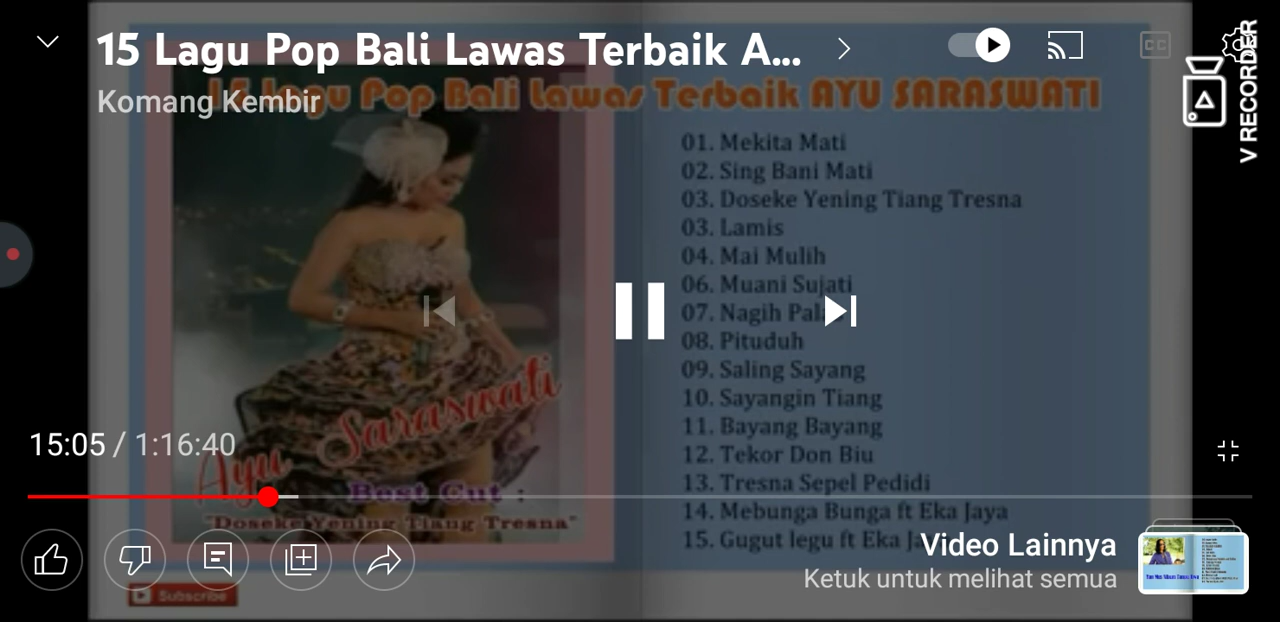 15 Lagu Pop Bali Lawas Terbaik A...
Komang Kembir
CC
V RECORDER
15 Lagu Pop Bali Lawas Terbaik AYU SARASWATI
01. Mekita Mati
02. Sing Bani Mati
03. Doseke Yening Tiang Tresna
03. Lamis
04. Mai Mulih
06. Muani Sujati
07. Nagih
08. Pituduh
09. Saling Sayang
10. Sayangin Tiang
11. Bayang Bayang
12. Tekor Don Biu
13. Tresna Sepel Pedidi
14. Mebunga Bunga ft Eka Jaya
15. Gugut legu ft Eka
Ayu Saraswati
Best Cut :
"Doseke Yening Tiang Tresna"
15:05 / 1:16:40
Video Lainnya
Ketuk untuk melihat semua
Subscribe